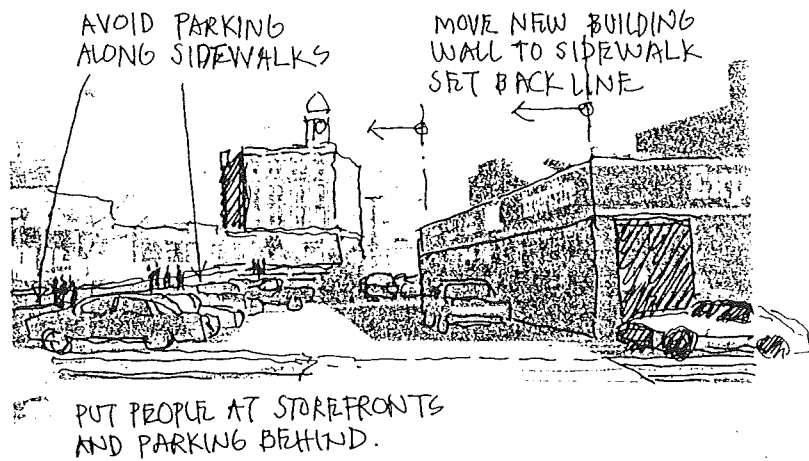 AVOID PARKING
ALONG SIDEWALKS
MOVE NEW BUILDING
WALL TO SIDEWALK
SET BACK LINE
PUT PEOPLE AT STOREFRONTS
AND PARKING BEHIND.